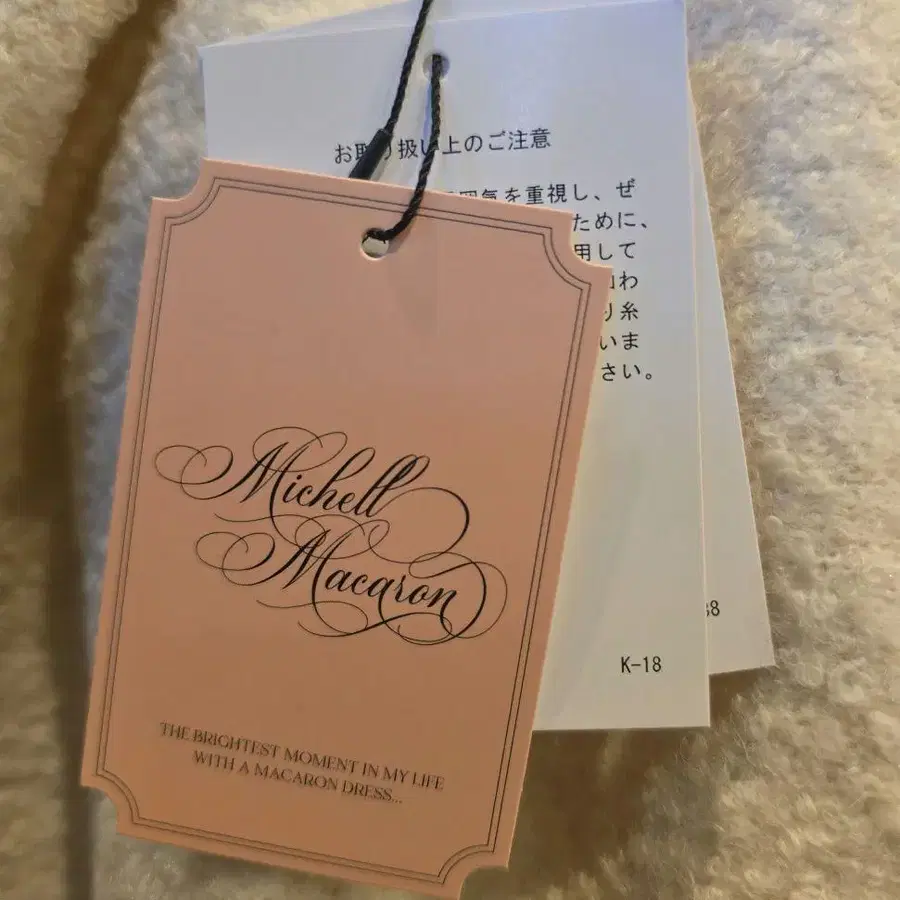 Michell
Macaron
THE BRIGHTEST MOMENT IN MY LIFE
WITH A MACARON DRESS...
お取り扱い上のご注意
囲気を重視し、ぜ
ために、
用して
わ
り糸
いま
さい。
K-18
88